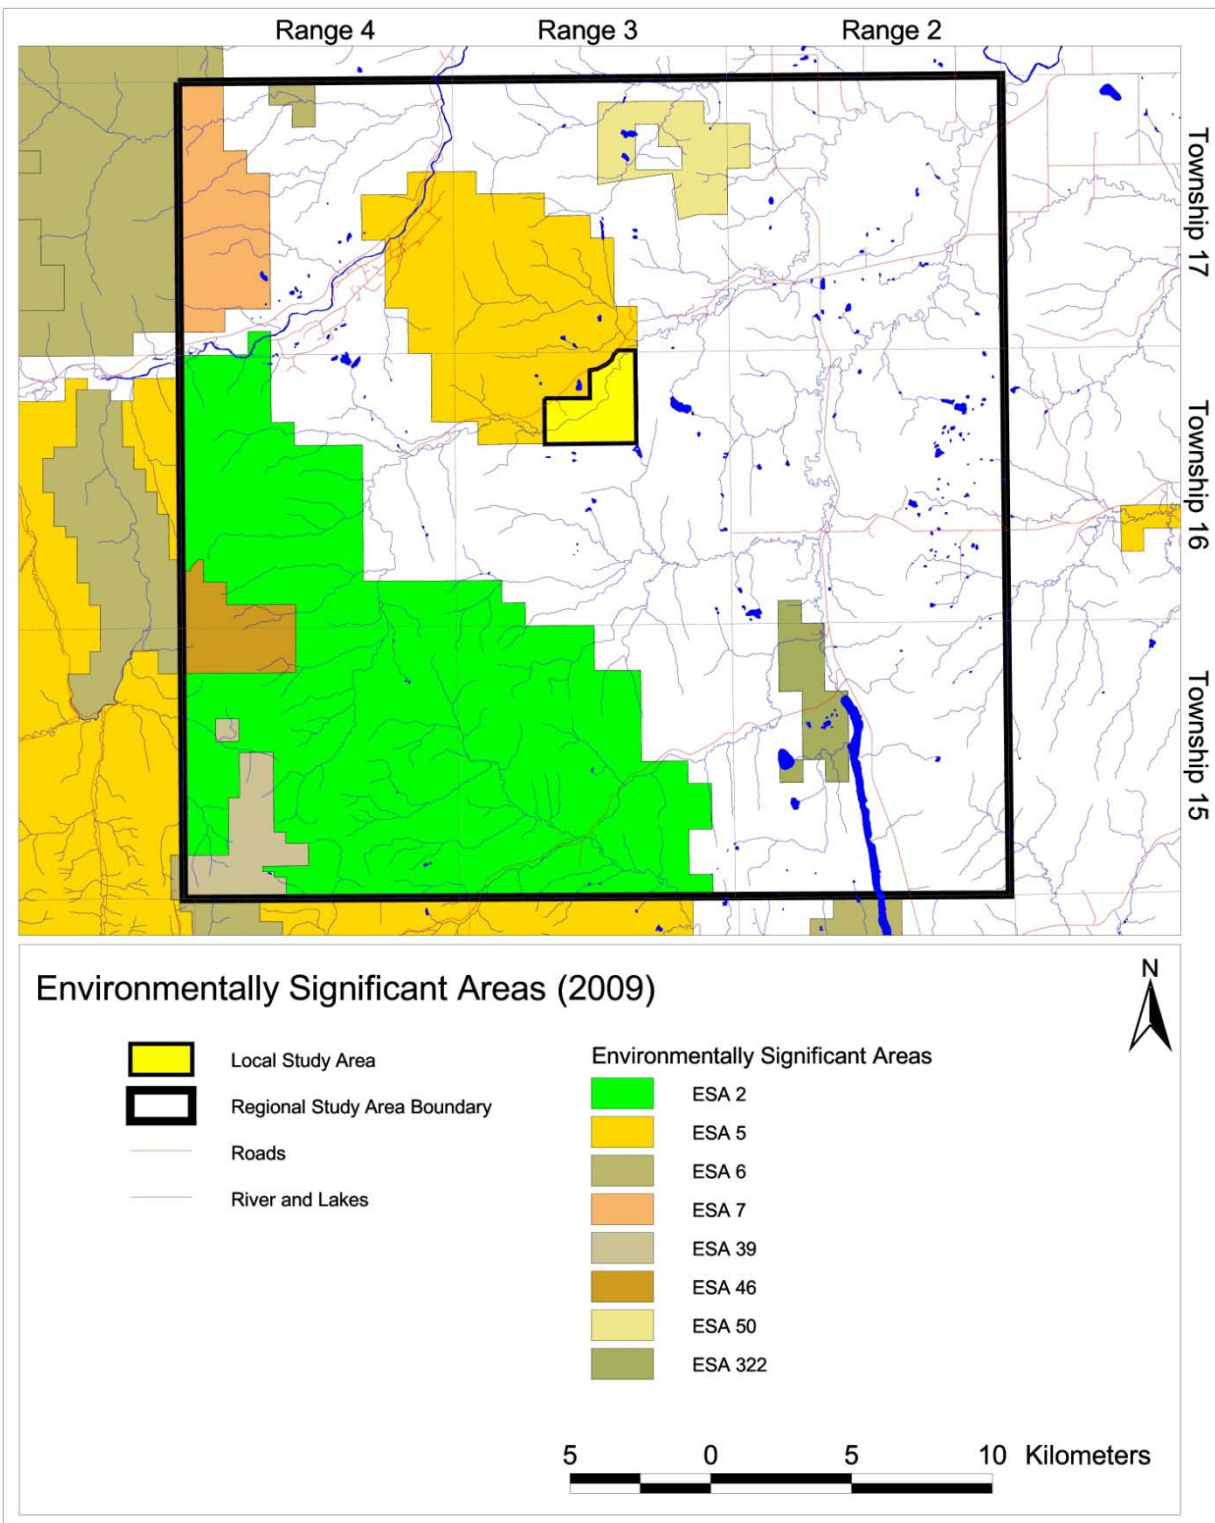 Range 4 Range 3 Range 2
Township 17
Township 16
Township 15
Environmentally Significant Areas (2009)
N
Local Study Area
Regional Study Area Boundary
Roads
River and Lakes
Environmentally Significant Areas
ESA 2
ESA 5
ESA 6
ESA 7
ESA 39
ESA 46
ESA 50
ESA 322
5 0 5 10 Kilometers